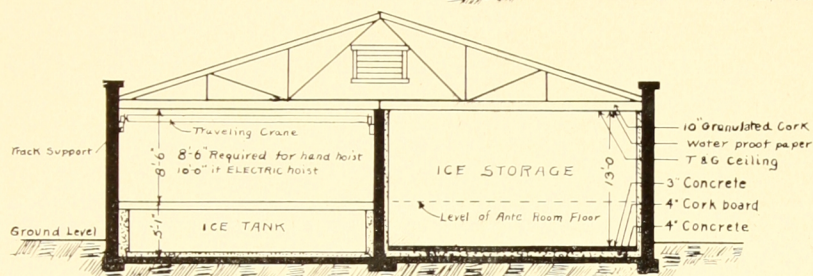 Traveling Crane
Track Support
8'-6"
8'-6" Required for hand hoist
10'-0" if ELECTRIC hoist
ICE STORAGE
13'-0
10" Granulated Cork
Water proof paper
T & G Ceiling
3" Concrete
4" Cork board
4" Concrete
Level of Ante Room Floor
Ground Level
5'-1"
ICE TANK